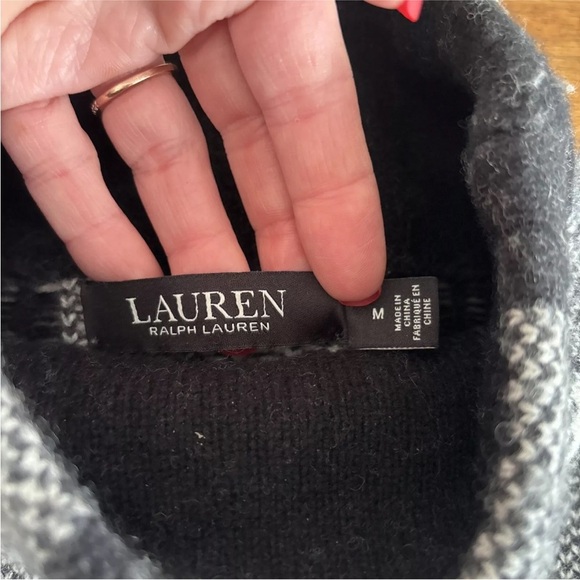 LAUREN
RALPH LAUREN
M
MADE IN
CHINA
FABRIQUÉ EN
CHINE